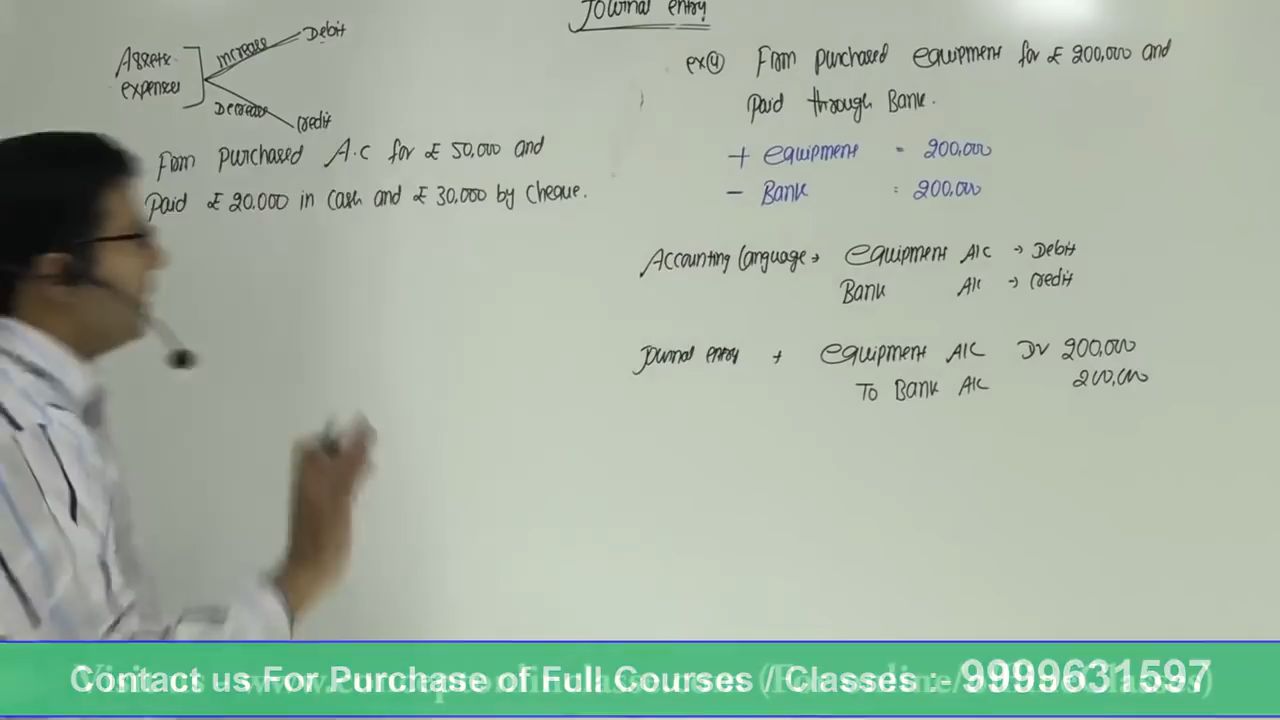 Journal entry
Assets
expenses
Increase
Debit
Decrease
credit
From purchased A.C for £ 50,000 and
Paid £ 20.000 in cash and £ 30,000 by cheque.
ex④ From purchased equipment for £ 200,000 and
Paid through Bank.
+ equipment = 200,000
- Bank : 200,000
Accounting language → equipment A/C → Debit
Bank A/C → credit
Journal entry → equipment A/C Dr 200,000
To Bank A/C 200,000
Contact us For Purchase of Full Courses / Classes :- 9999631597